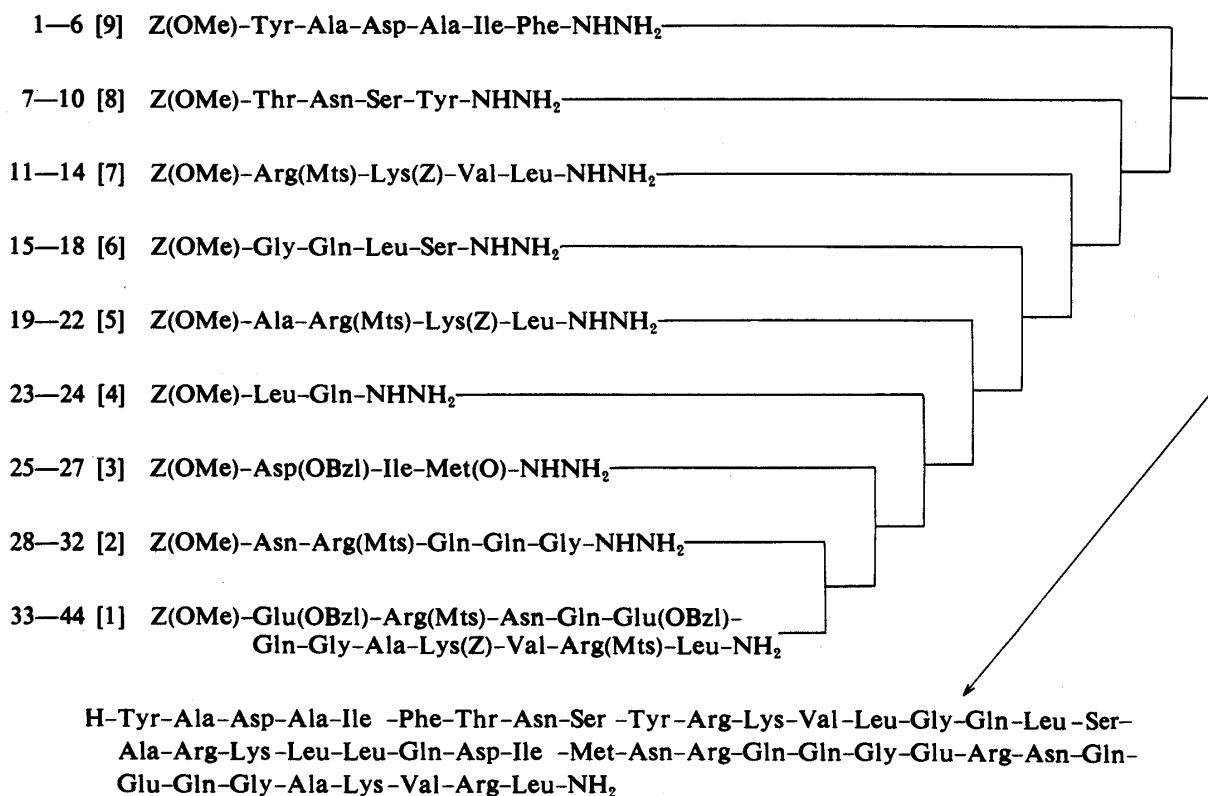 1—6 [9] Z(OMe)–Tyr–Ala–Asp–Ala–Ile–Phe–NHNH₂
7—10 [8] Z(OMe)–Thr–Asn–Ser–Tyr–NHNH₂
11—14 [7] Z(OMe)–Arg(Mts)–Lys(Z)–Val–Leu–NHNH₂
15—18 [6] Z(OMe)–Gly–Gln–Leu–Ser–NHNH₂
19—22 [5] Z(OMe)–Ala–Arg(Mts)–Lys(Z)–Leu–NHNH₂
23—24 [4] Z(OMe)–Leu–Gln–NHNH₂
25—27 [3] Z(OMe)–Asp(OBzl)–Ile–Met(O)–NHNH₂
28—32 [2] Z(OMe)–Asn–Arg(Mts)–Gln–Gln–Gly–NHNH₂
33—44 [1] Z(OMe)–Glu(OBzl)–Arg(Mts)–Asn–Gln–Glu(OBzl)–
Gln–Gly–Ala–Lys(Z)–Val–Arg(Mts)–Leu–NH₂
H–Tyr–Ala–Asp–Ala–Ile –Phe–Thr–Asn–Ser –Tyr–Arg–Lys–Val–Leu–Gly–Gln–Leu–Ser–
Ala–Arg–Lys–Leu–Leu–Gln–Asp–Ile –Met–Asn–Arg–Gln–Gln–Gly–Glu–Arg–Asn–Gln–
Glu–Gln–Gly–Ala–Lys–Val–Arg–Leu–NH₂